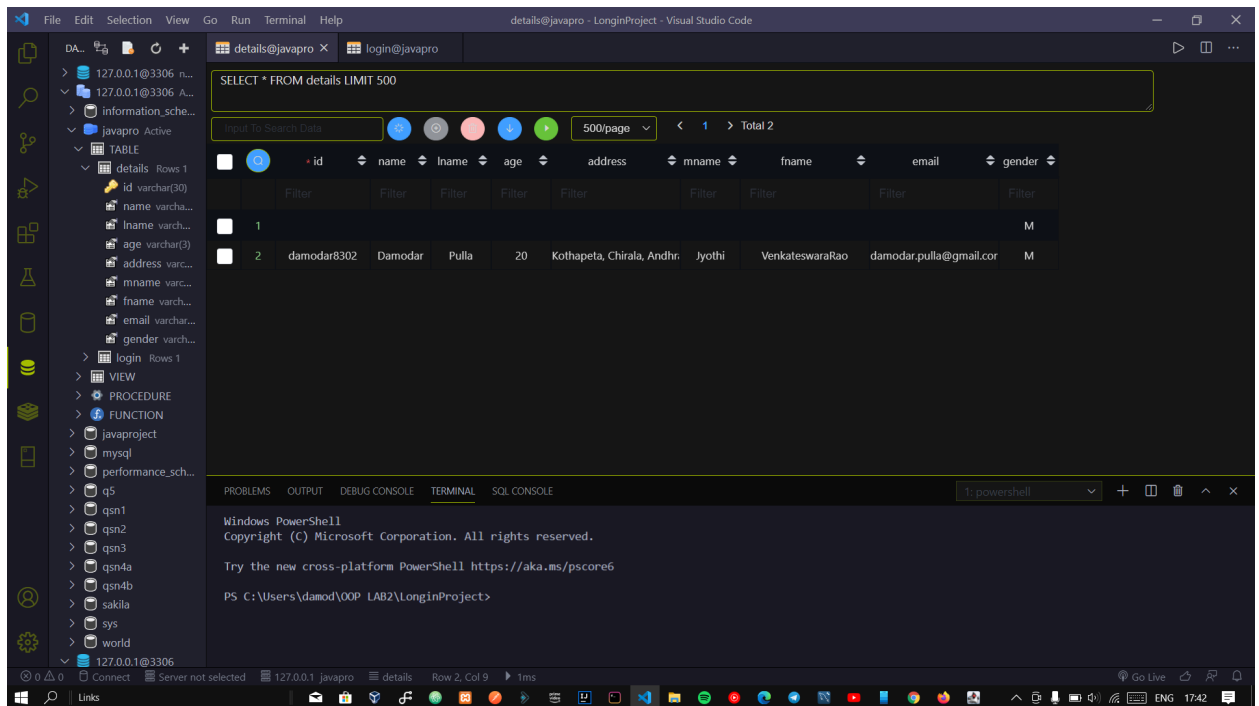 File Edit Selection View Go Run Terminal Help
details@javapro - LonginProject - Visual Studio Code
DA...
details@javapro
login@javapro
127.0.0.1@3306 n...
127.0.0.1@3306 A...
information_sche...
javapro Active
TABLE
details Rows 1
id varchar(30)
name varcha...
lname varch...
age varchar(3)
address varc...
mname varc...
fname varch...
email varchar...
gender varch...
login Rows 1
VIEW
PROCEDURE
FUNCTION
javaproject
mysql
performance_sch...
q5
qsn1
qsn2
qsn3
qsn4a
qsn4b
sakila
sys
world
127.0.0.1@3306
SELECT * FROM details LIMIT 500
Input To Search Data 500/page 1 Total 2
* id name lname age address mname fname email gender
Filter Filter Filter Filter Filter Filter Filter Filter Filter
1 M
2 damodar8302 Damodar Pulla 20 Kothapeta, Chirala, Andhr Jyothi VenkateswaraRao damodar.pulla@gmail.cor M
PROBLEMS OUTPUT DEBUG CONSOLE TERMINAL SQL CONSOLE
1: powershell
Windows PowerShell
Copyright (C) Microsoft Corporation. All rights reserved.
Try the new cross-platform PowerShell https://aka.ms/pscore6
PS C:\Users\damod\OOP LAB2\LonginProject>
0 0 Connect Server not selected 127.0.0.1 javapro details Row 2, Col 9 1ms Go Live
Links ENG 17:42